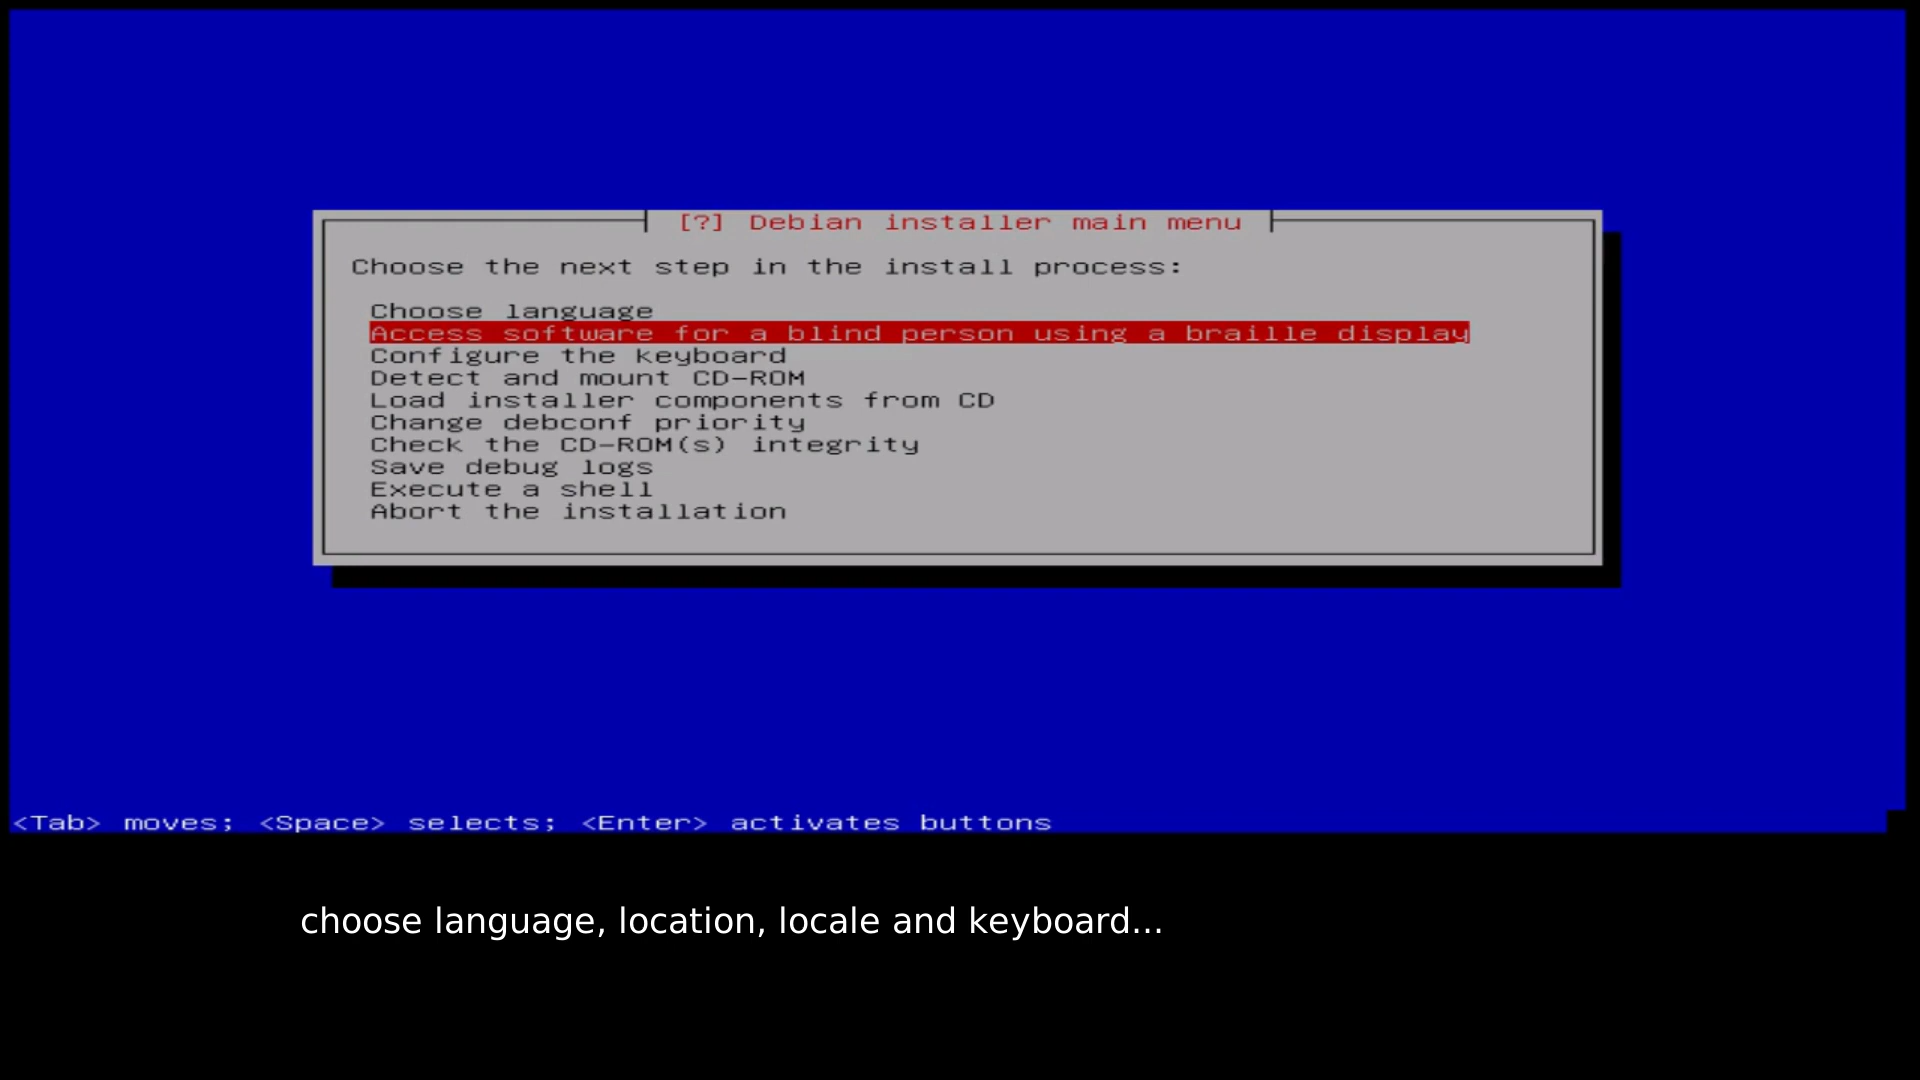 [?] Debian installer main menu
Choose the next step in the install process:
Choose language
Access software for a blind person using a braille display
Configure the keyboard
Detect and mount CD-ROM
Load installer components from CD
Change debconf priority
Check the CD-ROM(s) integrity
Save debug logs
Execute a shell
Abort the installation
<Tab> moves; <Space> selects; <Enter> activates buttons
choose language, location, locale and keyboard...